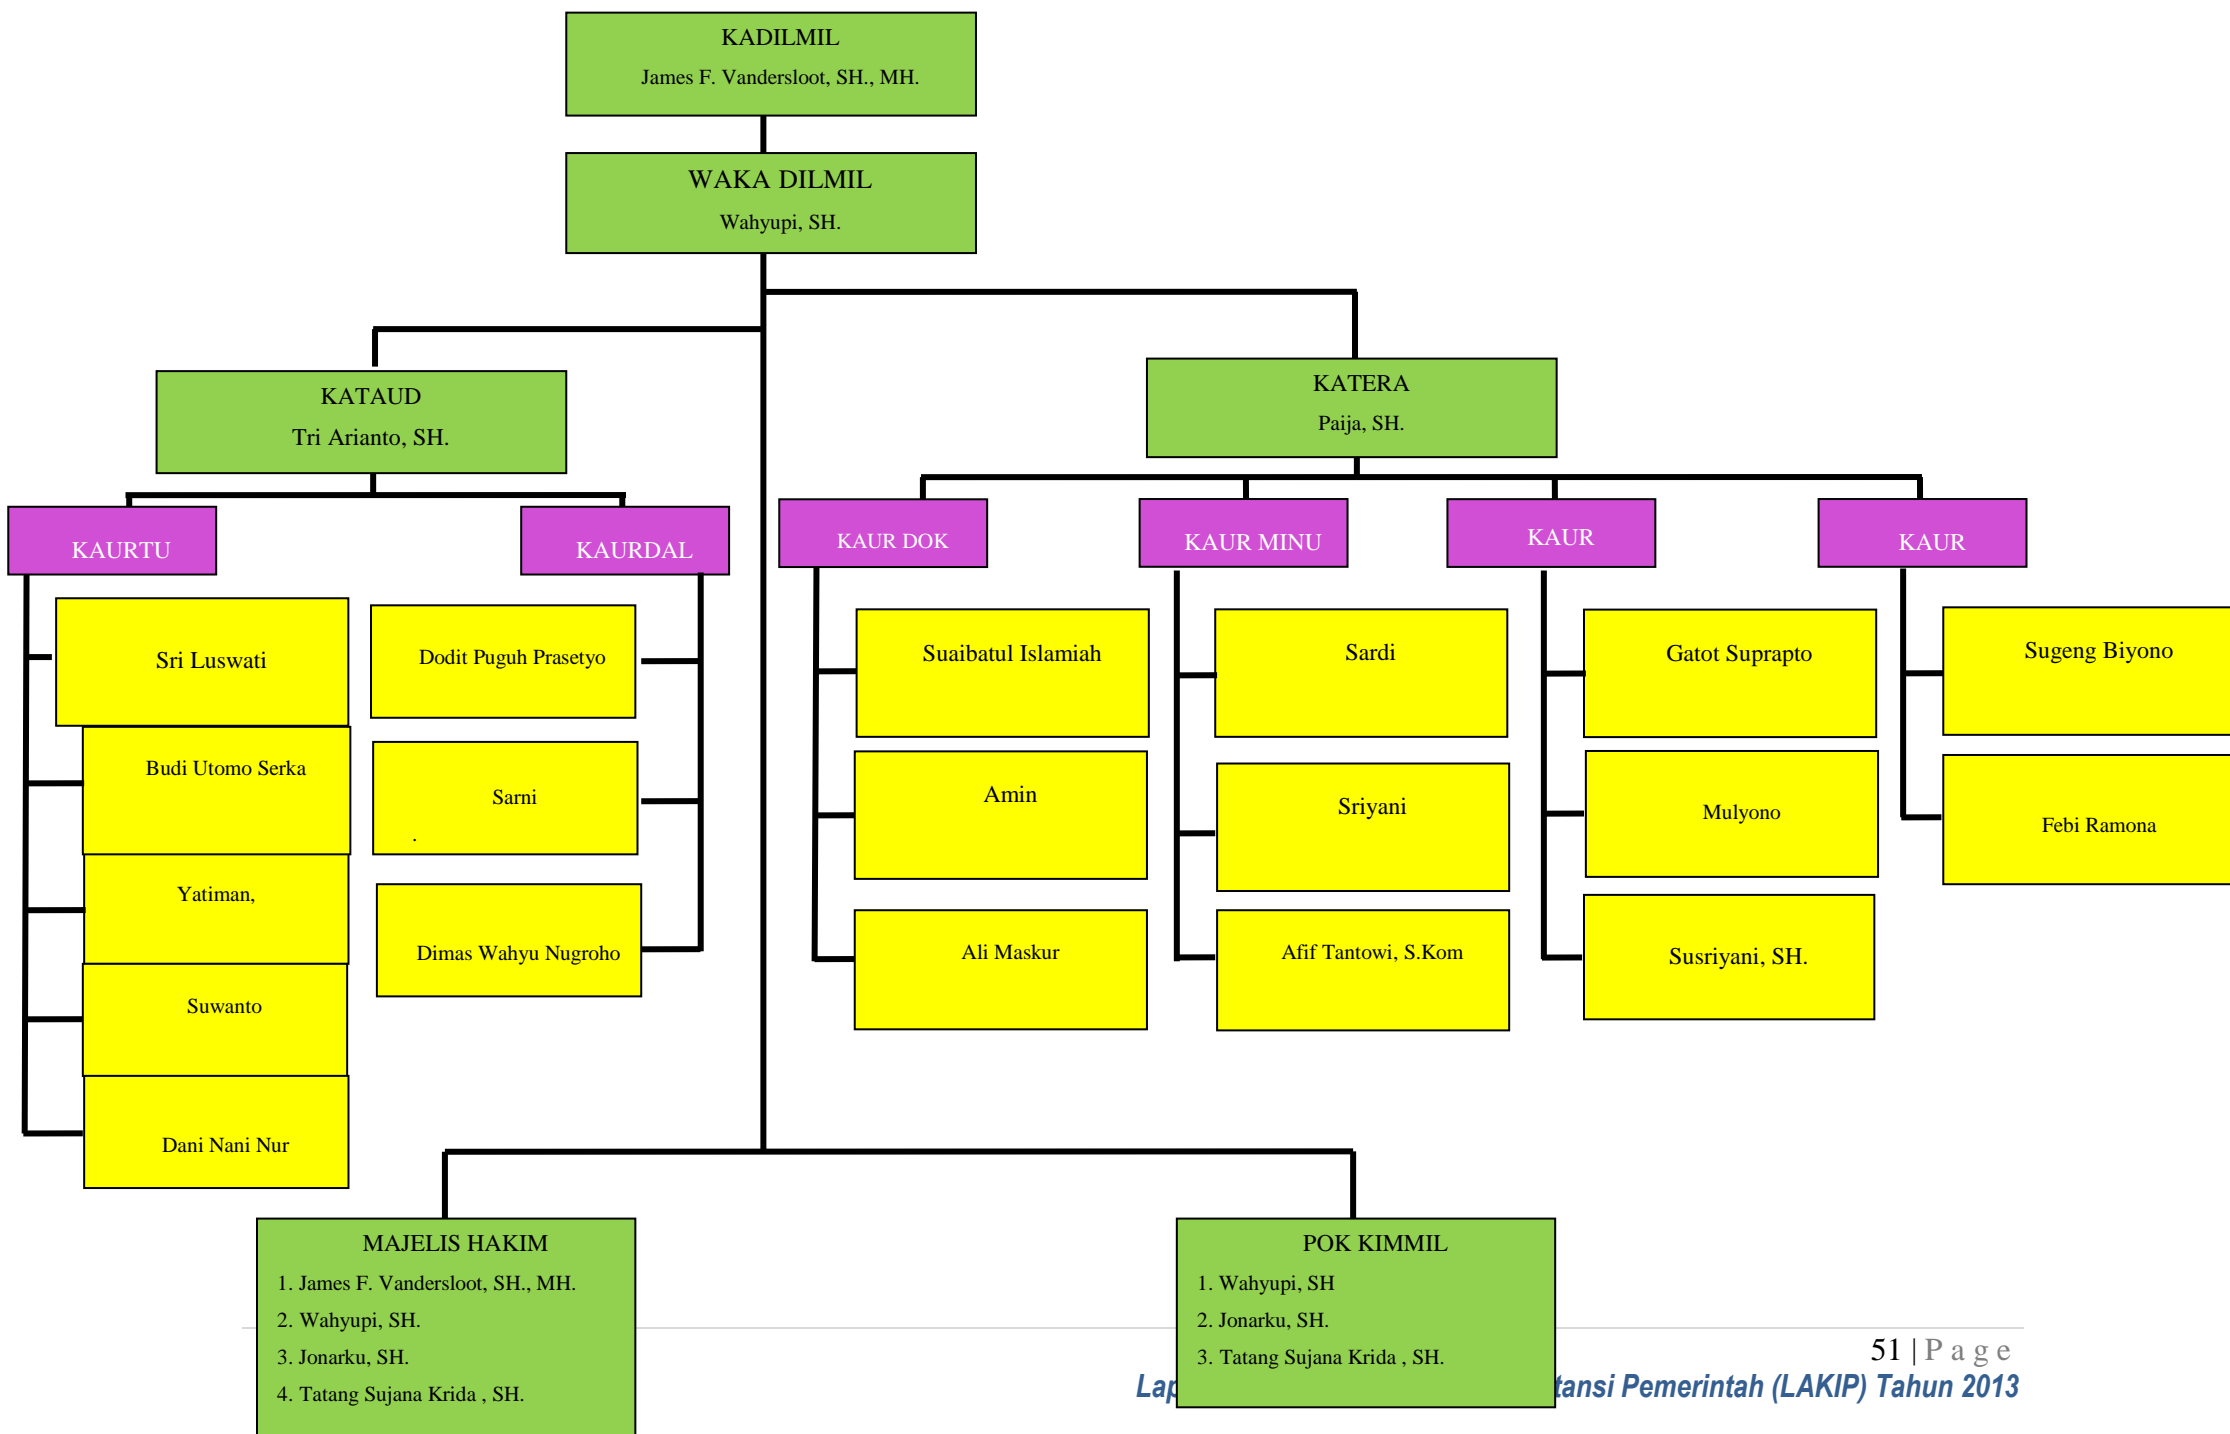 KADILMIL
James F. Vandersloot, SH., MH.
WAKA DILMIL
Wahyupi, SH.
KATAUD
Tri Arianto, SH.
KATERA
Paija, SH.
KAURTU
KAURDAL
KAUR DOK
KAUR MINU
KAUR
KAUR
Sri Luswati
Budi Utomo Serka
Yatiman,
Suwanto
Dani Nani Nur
Dodit Puguh Prasetyo
Sarni
.
Dimas Wahyu Nugroho
Suaibatul Islamiah
Amin
Ali Maskur
Sardi
Sriyani
Afif Tantowi, S.Kom
Gatot Suprapto
Mulyono
Susriyani, SH.
Sugeng Biyono
Febi Ramona
MAJELIS HAKIM
1. James F. Vandersloot, SH., MH.
2. Wahyupi, SH.
3. Jonarku, SH.
4. Tatang Sujana Krida , SH.
POK KIMMIL
1. Wahyupi, SH
2. Jonarku, SH.
3. Tatang Sujana Krida , SH.
51 | P a g e
Pemerintah (LAKIP) Tahun 2013